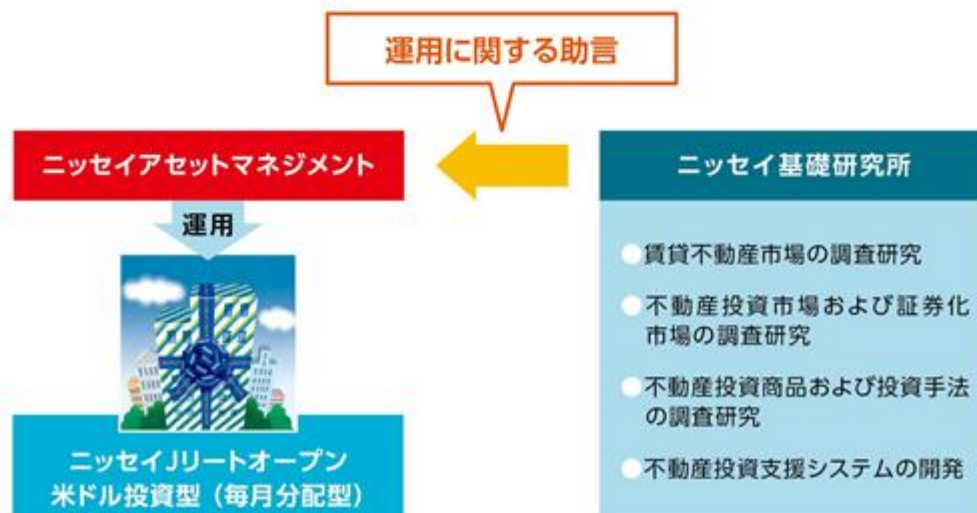 運用に関する助言
ニッセイアセットマネジメント
運用
ニッセイJリートオープン
米ドル投資型（毎月分配型）
ニッセイ基礎研究所
●賃貸不動産市場の調査研究
●不動産投資市場および証券化
市場の調査研究
●不動産投資商品および投資手法
の調査研究
●不動産投資支援システムの開発